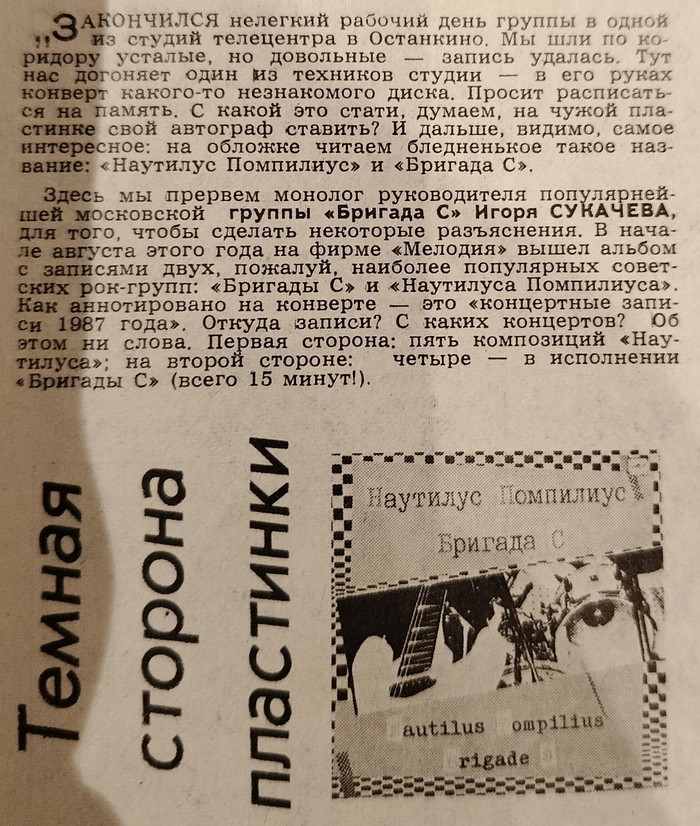 „ЗАКОНЧИЛСЯ нелегкий рабочий день группы в одной
из студий телецентра в Останкино. Мы шли по ко-
ридору усталые, но довольные — запись удалась. Тут
нас догоняет один из техников студии — в его руках
конверт какого-то незнакомого диска. Просит расписать-
ся на память. С какой это стати, думаем, на чужой пла-
стинке свой автограф ставить? И дальше, видимо, самое
интересное: на обложке читаем бледненькое такое наз-
вание: «Наутилус Помпилиус» и «Бригада С».
Здесь мы прервем монолог руководителя популярней-
шей московской группы «Бригада С» Игоря СУКАЧЕВА,
для того, чтобы сделать некоторые разъяснения. В нача-
ле августа этого года на фирме «Мелодия» вышел альбом
с записями двух, пожалуй, наиболее популярных совет-
ских рок-групп: «Бригады С» и «Наутилуса Помпилиуса».
Как аннотировано на конверте — это «концертные запи-
си 1987 года». Откуда записи? С каких концертов? Об
этом ни слова. Первая сторона: пять композиций «Нау-
тилуса»; на второй стороне: четыре — в исполнении
«Бригады С» (всего 15 минут!).
Темная
сторона
пластинки
Наутилус Помпилиус
Бригада С
autilus ompilius
rigade s